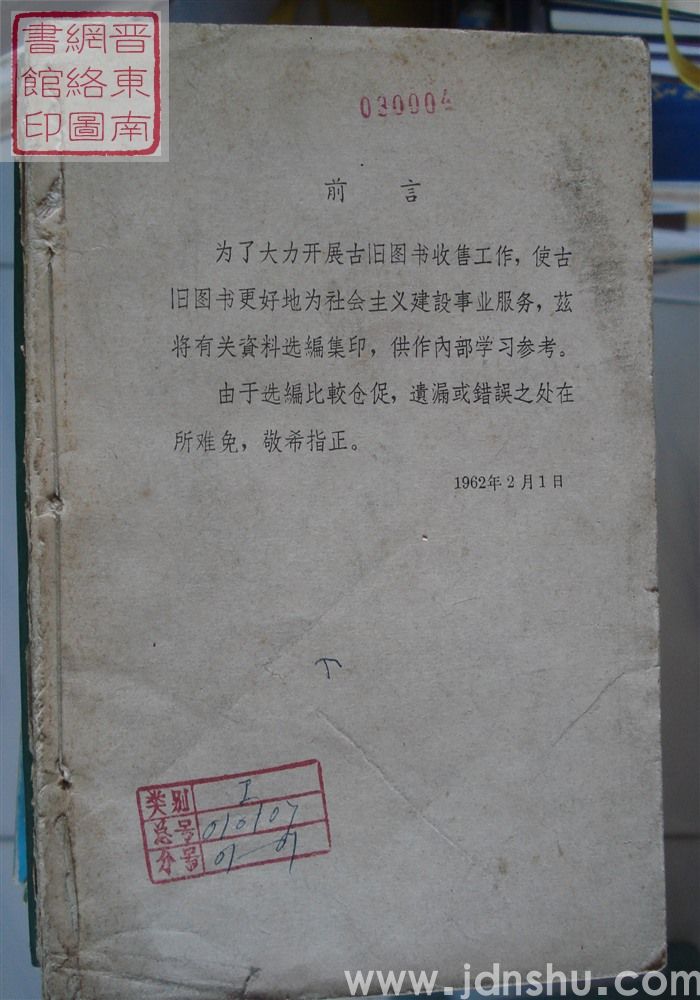 晋東南
網絡圖
書館印
030004
前言
为了大力开展古旧图书收售工作，使古
旧图书更好地为社会主义建設事业服务，茲
将有关資料选編集印，供作內部学习参考。
由于选編比較仓促，遺漏或錯誤之处在
所难免，敬希指正。
1962年2月1日
类别 I
总号 010107
分号 01—01
www.jdnshu.com